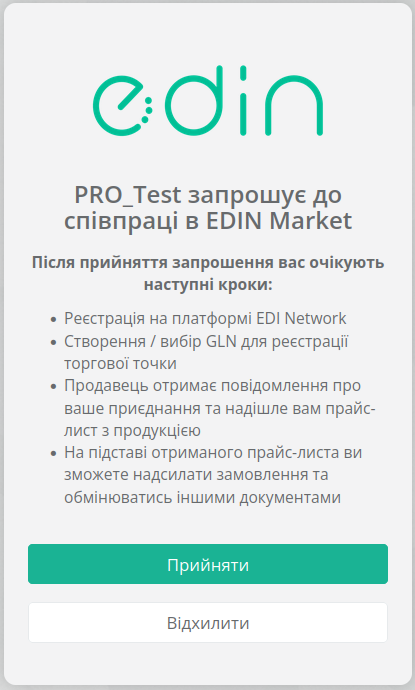 edin
PRO_Test запрошує до
співпраці в EDIN Market
Після прийняття запрошення вас очікують
наступні кроки:
• Реєстрація на платформі EDI Network
• Створення / вибір GLN для реєстрації
торгової точки
• Продавець отримає повідомлення про
ваше приєднання та надішле вам прайс-
лист з продукцією
• На підставі отриманого прайс-листа ви
зможете надсилати замовлення та
обмінюватись іншими документами
Прийняти
Відхилити